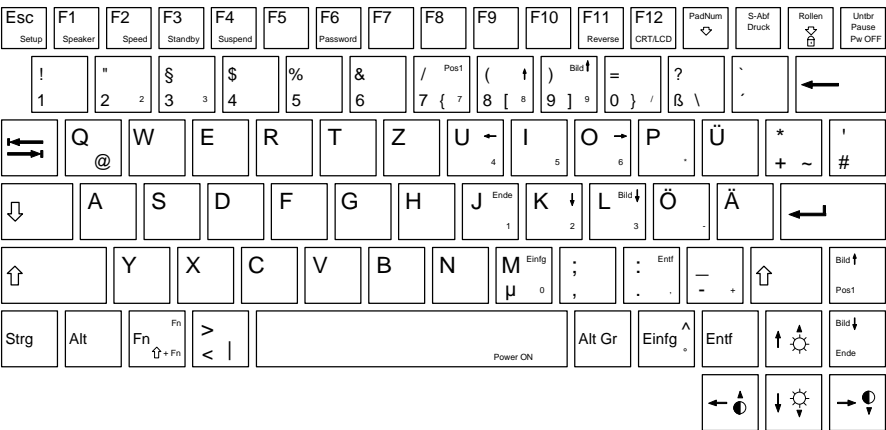 Esc F1 F2 F3 F4 F5 F6 F7 F8 F9 F10 F11 F12 PadNum S-Abf Rollen Untbr
Druck Pause
Setup Speaker Speed Standby Suspend Password Reverse CRT/LCD Pw OFF
! " § $ % & / Pos1 ( ) Bild = ? `
1 2 2 3 3 4 5 6 7 { 7 8 [ 8 9 ] 9 0 } / ß \ ´
Q W E R T Z U I O P Ü * '
@ 4 5 6 * + ~ #
A S D F G H J Ende K L Bild Ö Ä
1 2 3 -
Y X C V B N M Einfg ; : Entf _ Bild
µ 0 , . . - + Pos1
Strg Alt Fn Fn > Alt Gr Einfg ^ Entf Bild
+ Fn < | Power ON ° Ende